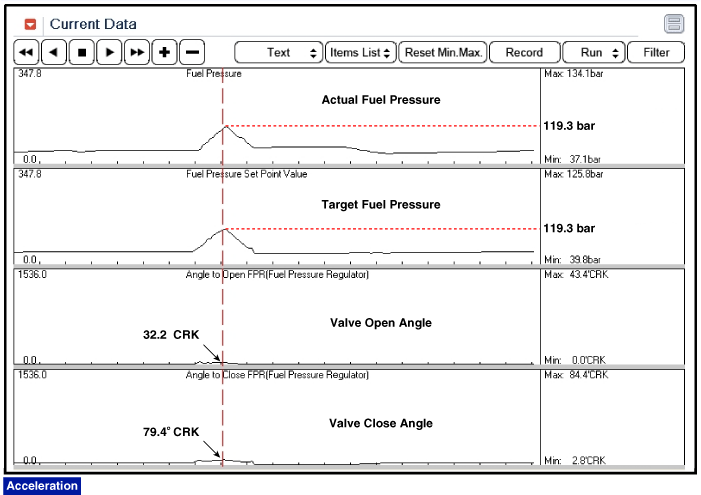 Current Data
Text
Items List
Reset Min.Max.
Record
Run
Filter
347.8
Fuel Pressure
Max: 134.1bar
Actual Fuel Pressure
119.3 bar
0.0
Min: 37.1bar
347.8
Fuel Pressure Set Point Value
Max: 125.8bar
Target Fuel Pressure
119.3 bar
0.0
Min: 39.8bar
1536.0
Angle to Open FPR(Fuel Pressure Regulator)
Max: 43.4°CRK
Valve Open Angle
32.2 CRK
0.0
Min: 0.0°CRK
1536.0
Angle to Close FPR(Fuel Pressure Regulator)
Max: 84.4°CRK
Valve Close Angle
79.4° CRK
0.0
Min: 2.8°CRK
Acceleration